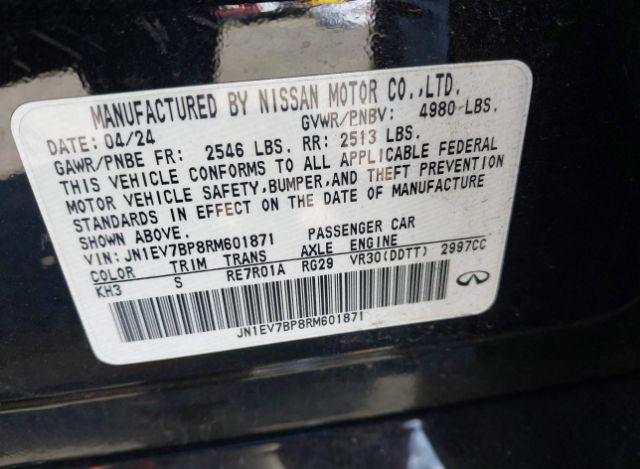 MANUFACTURED BY NISSAN MOTOR CO.,LTD.
DATE: 04/24 GVWR/PNBV: 4980 LBS.
GAWR/PNBE FR: 2546 LBS. RR: 2513 LBS.
THIS VEHICLE CONFORMS TO ALL APPLICABLE FEDERAL
MOTOR VEHICLE SAFETY,BUMPER,AND THEFT PREVENTION
STANDARDS IN EFFECT ON THE DATE OF MANUFACTURE
SHOWN ABOVE.
VIN: JN1EV7BP8RM601871 PASSENGER CAR
COLOR TRIM TRANS AXLE ENGINE
KH3 S RE7R01A RG29 VR30(DDTT) 2997CC
JN1EV7BP8RM601871